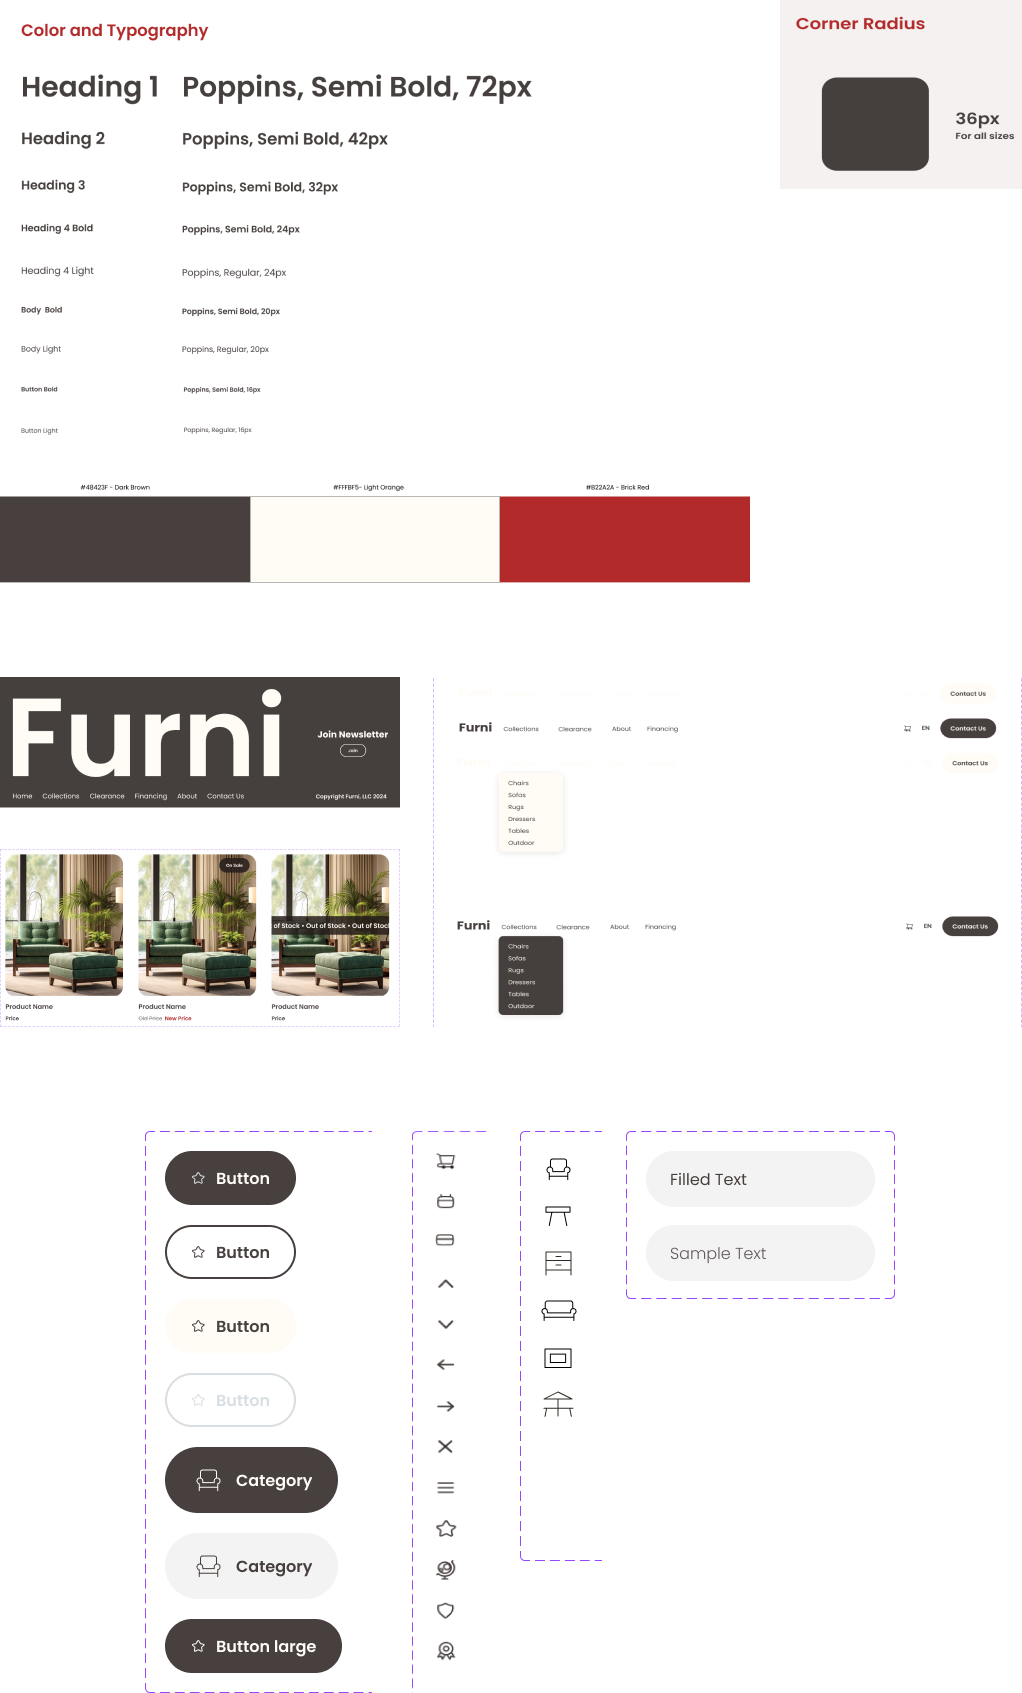 Color and Typography
Corner Radius
Heading 1 Poppins, Semi Bold, 72px
36px
For all sizes
Heading 2 Poppins, Semi Bold, 42px
Heading 3 Poppins, Semi Bold, 32px
Heading 4 Bold Poppins, Semi Bold, 24px
Heading 4 Light Poppins, Regular, 24px
Body Bold Poppins, Semi Bold, 20px
Body Light Poppins, Regular, 20px
Button Bold Poppins, Semi Bold, 16px
Button Light Poppins, Regular, 16px
#48423F - Dark Brown #FFFBF5- Light Orange #B22A2A - Brick Red
Furni
Join Newsletter
Join
Home Collections Clearance Financing About Contact Us Copyright Furni, LLC 2024
Furni Contact Us
Furni Collections Clearance About Financing EN Contact Us
Furni Contact Us
Chairs
Sofas
Rugs
Dressers
Tables
Outdoor
Furni Collections Clearance About Financing EN Contact Us
Chairs
Sofas
Rugs
Dressers
Tables
Outdoor
On Sale
of Stock • Out of Stock • Out of Stock
Product Name
Price
Product Name
Old Price New Price
Product Name
Price
Button
Button
Button
Button
Category
Category
Button large
Filled Text
Sample Text